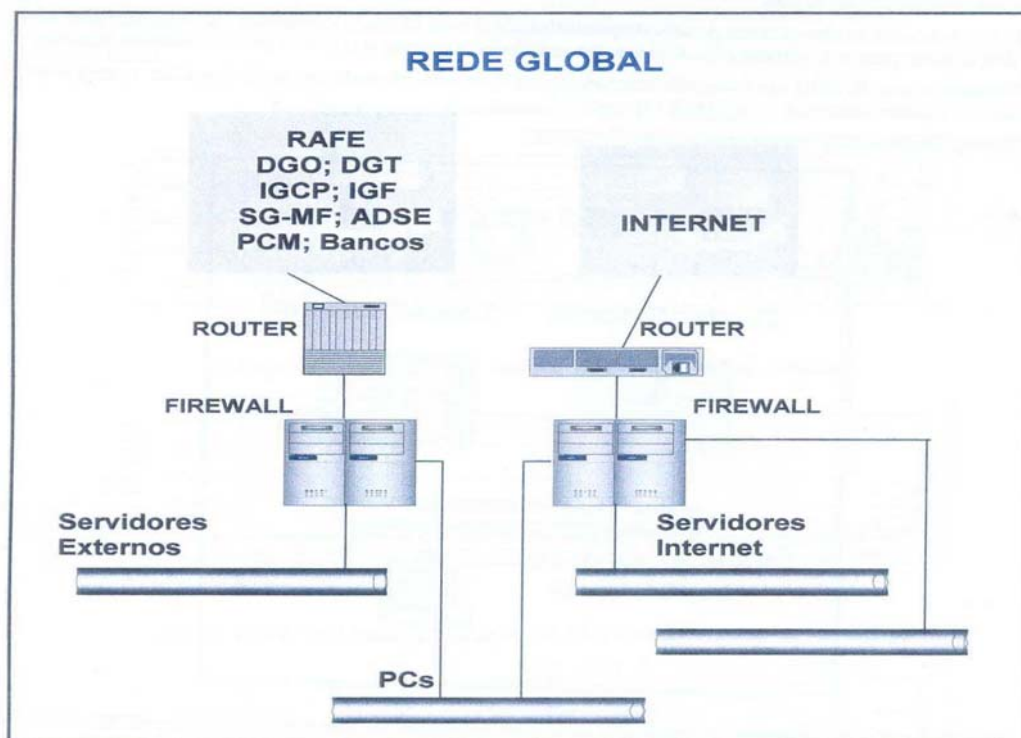 REDE GLOBAL
RAFE
DGO; DGT
IGCP; IGF
SG-MF; ADSE
PCM; Bancos
INTERNET
ROUTER
ROUTER
FIREWALL
FIREWALL
Servidores
Externos
Servidores
Internet
PCs